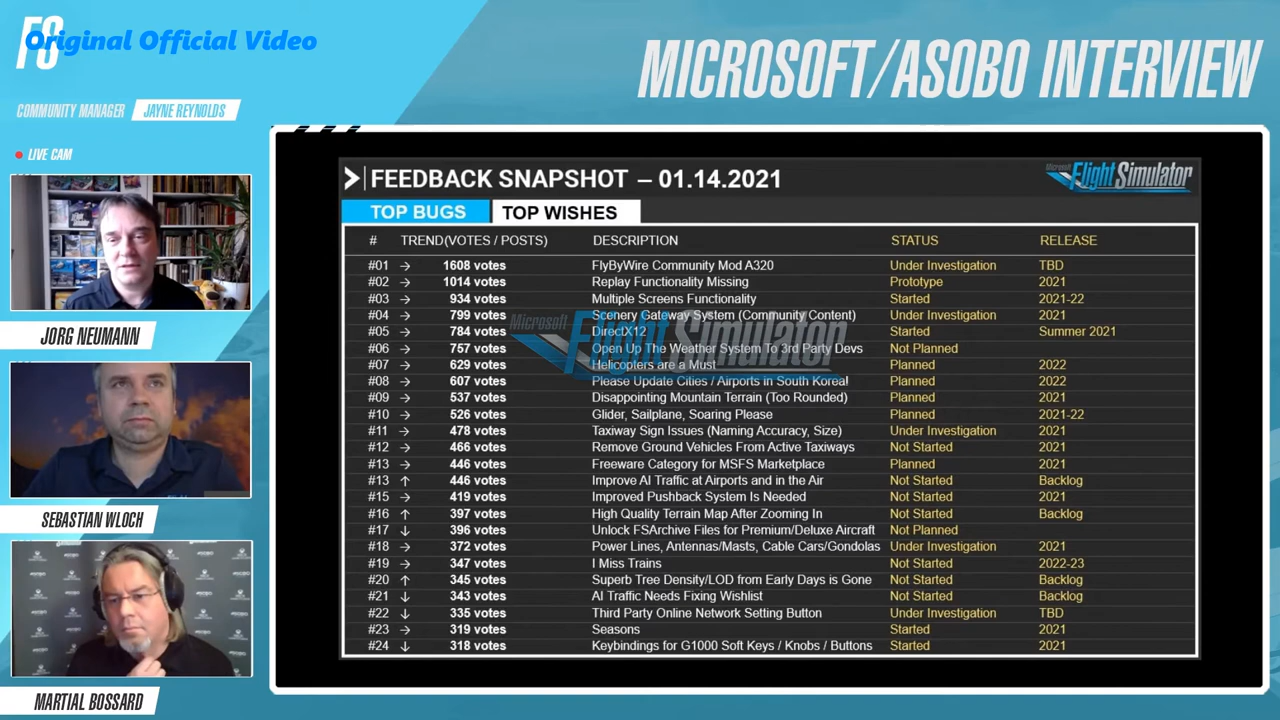 FS
Original Official Video
MICROSOFT/ASOBO INTERVIEW
COMMUNITY MANAGER JAYNE REYNOLDS
LIVE CAM
JORG NEUMANN
SEBASTIAN WLOCH
MARTIAL BOSSARD
FEEDBACK SNAPSHOT – 01.14.2021
Microsoft
Flight Simulator
TOP BUGS TOP WISHES
# TREND(VOTES / POSTS) DESCRIPTION STATUS RELEASE
#01 → 1608 votes FlyByWire Community Mod A320 Under Investigation TBD
#02 → 1014 votes Replay Functionality Missing Prototype 2021
#03 → 934 votes Multiple Screens Functionality Started 2021-22
#04 → 799 votes Scenery Gateway System (Community Content) Under Investigation 2021
#05 → 784 votes DirectX12 Started Summer 2021
#06 → 757 votes Open Up The Weather System To 3rd Party Devs Not Planned
#07 → 629 votes Helicopters are a Must Planned 2022
#08 → 607 votes Please Update Cities / Airports in South Korea! Planned 2022
#09 → 537 votes Disappointing Mountain Terrain (Too Rounded) Planned 2021
#10 → 526 votes Glider, Sailplane, Soaring Please Planned 2021-22
#11 → 478 votes Taxiway Sign Issues (Naming Accuracy, Size) Under Investigation 2021
#12 → 466 votes Remove Ground Vehicles From Active Taxiways Not Started 2021
#13 → 446 votes Freeware Category for MSFS Marketplace Planned 2021
#13 ↑ 446 votes Improve AI Traffic at Airports and in the Air Not Started Backlog
#15 → 419 votes Improved Pushback System Is Needed Not Started 2021
#16 ↑ 397 votes High Quality Terrain Map After Zooming In Not Started Backlog
#17 ↓ 396 votes Unlock FSArchive Files for Premium/Deluxe Aircraft Not Planned
#18 → 372 votes Power Lines, Antennas/Masts, Cable Cars/Gondolas Under Investigation 2021
#19 → 347 votes I Miss Trains Not Started 2022-23
#20 ↑ 345 votes Superb Tree Density/LOD from Early Days is Gone Not Started Backlog
#21 ↓ 343 votes AI Traffic Needs Fixing Wishlist Not Started Backlog
#22 ↓ 335 votes Third Party Online Network Setting Button Under Investigation TBD
#23 → 319 votes Seasons Started 2021
#24 ↓ 318 votes Keybindings for G1000 Soft Keys / Knobs / Buttons Started 2021
Microsoft
Flight Simulator